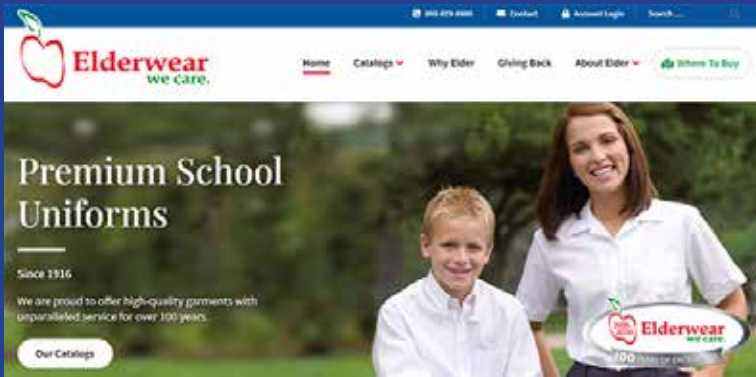 Contact
Account Login
Search ...
Elderwear
we care.
Home
Catalogs
Why Elder
Giving Back
About Elder
Where To Buy
Premium School
Uniforms
Since 1916
We are proud to offer high-quality garments with
unparalleled service for over 100 years.
Our Catalogs
Elderwear
we care.
100